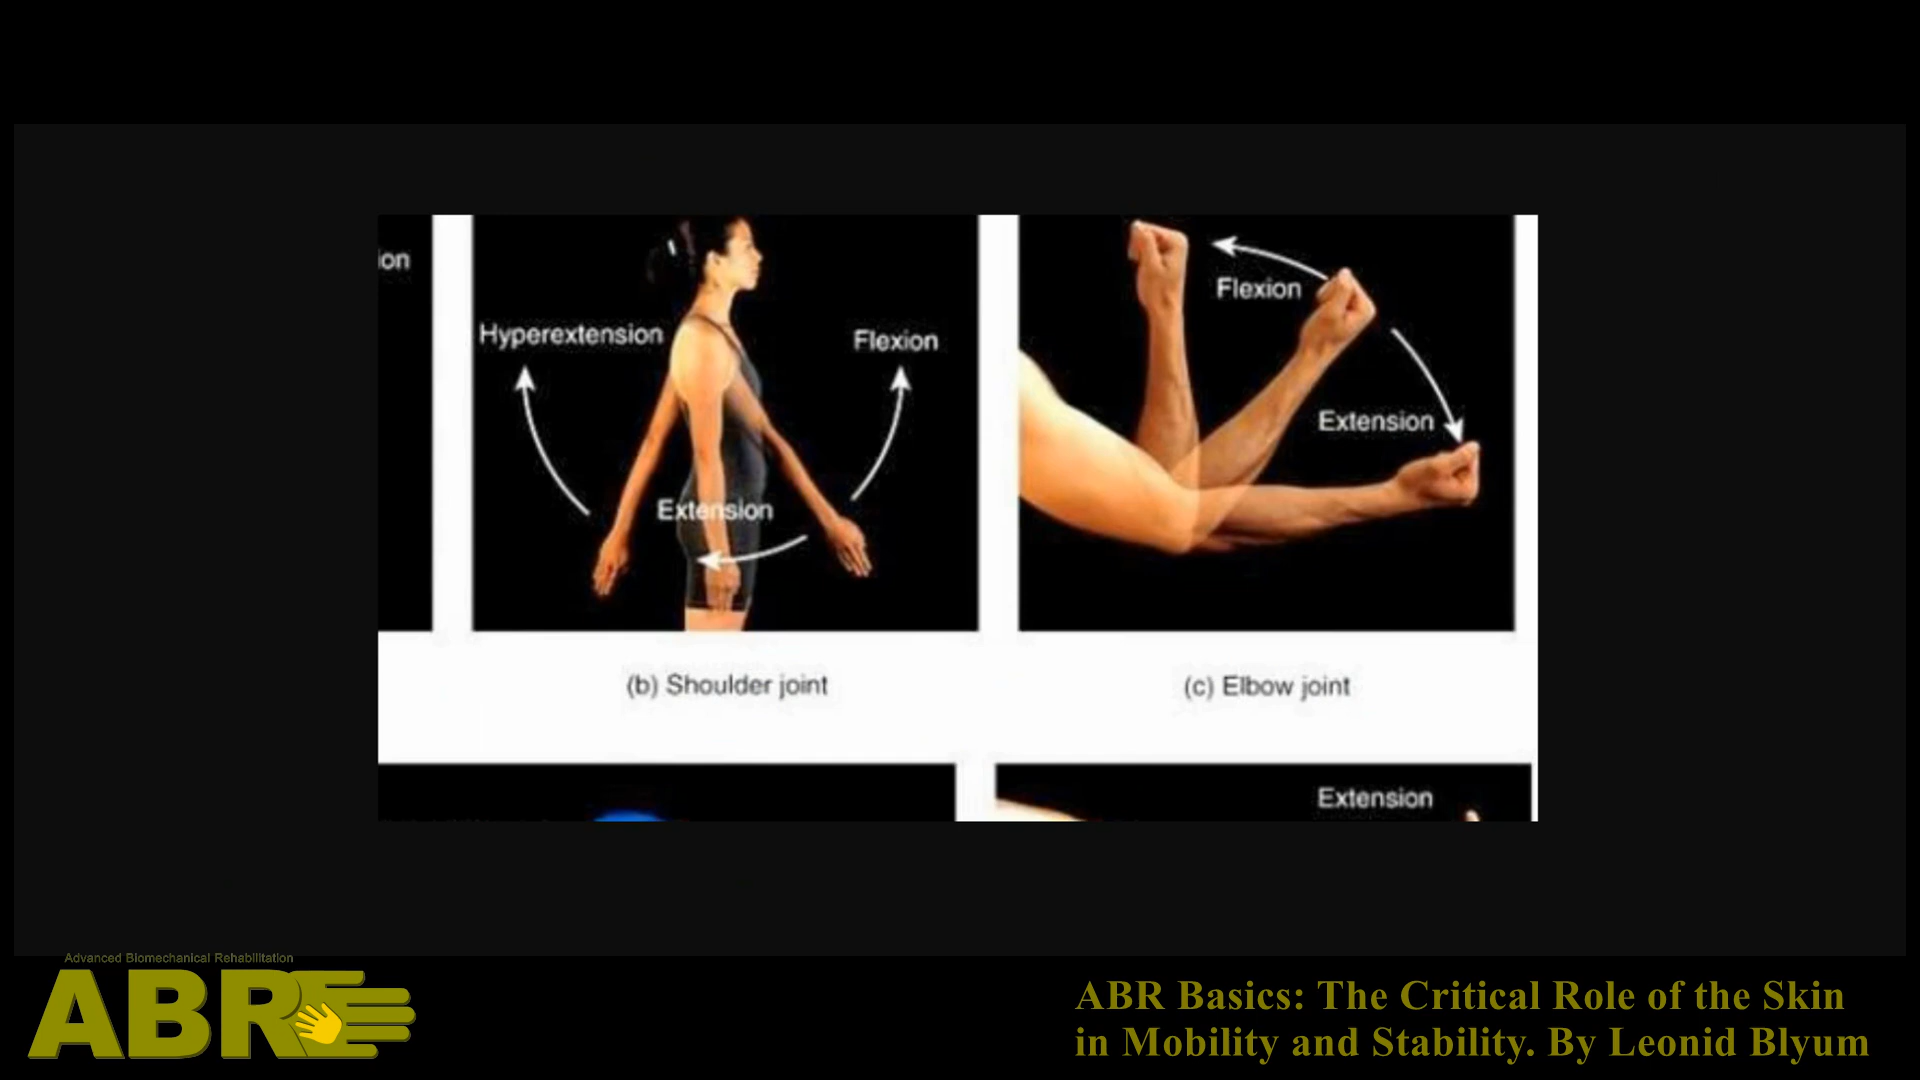 ion
Hyperextension
Flexion
Extension
Flexion
Extension
(b) Shoulder joint
(c) Elbow joint
Extension
Advanced Biomechanical Rehabilitation
ABR
ABR Basics: The Critical Role of the Skin
in Mobility and Stability. By Leonid Blyum